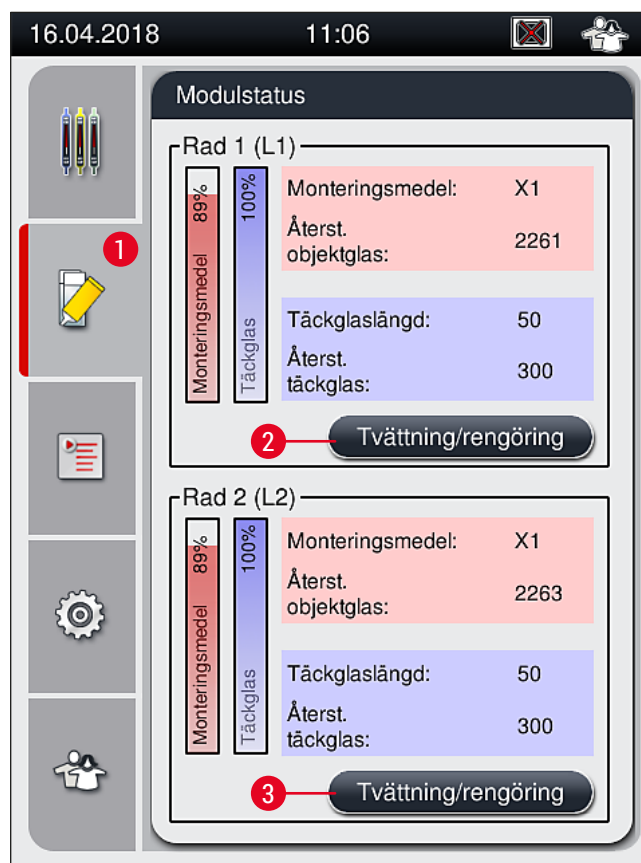 16.04.2018 11:06
Modulstatus
1
Rad 1 (L1)
Monteringsmedel 89%
Täckglas 100%
Monteringsmedel: X1
Återst.
objektglas: 2261
Täckglaslängd: 50
Återst.
täckglas: 300
2 Tvättning/rengöring
Rad 2 (L2)
Monteringsmedel 89%
Täckglas 100%
Monteringsmedel: X1
Återst.
objektglas: 2263
Täckglaslängd: 50
Återst.
täckglas: 300
3 Tvättning/rengöring